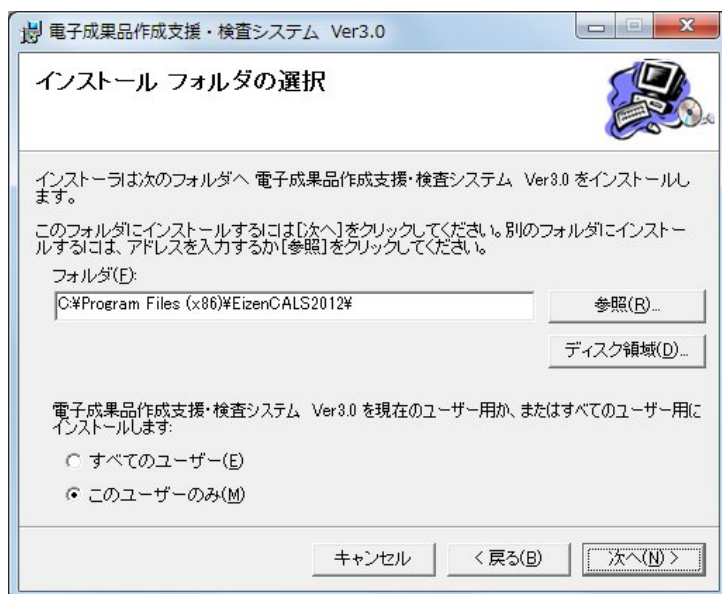 電子成果品作成支援・検査システム Ver3.0
インストール フォルダの選択
インストーラは次のフォルダへ 電子成果品作成支援・検査システム Ver3.0 をインストールし
ます。
このフォルダにインストールするには[次へ]をクリックしてください。別のフォルダにインストー
ルするには、アドレスを入力するか[参照]をクリックしてください。
フォルダ(F):
C:¥Program Files (x86)¥EizenCALS2012¥
参照(R)...
ディスク領域(D)...
電子成果品作成支援・検査システム Ver3.0 を現在のユーザー用か、またはすべてのユーザー用に
インストールします:
すべてのユーザー(E)
このユーザーのみ(M)
キャンセル
< 戻る(B)
次へ(N) >